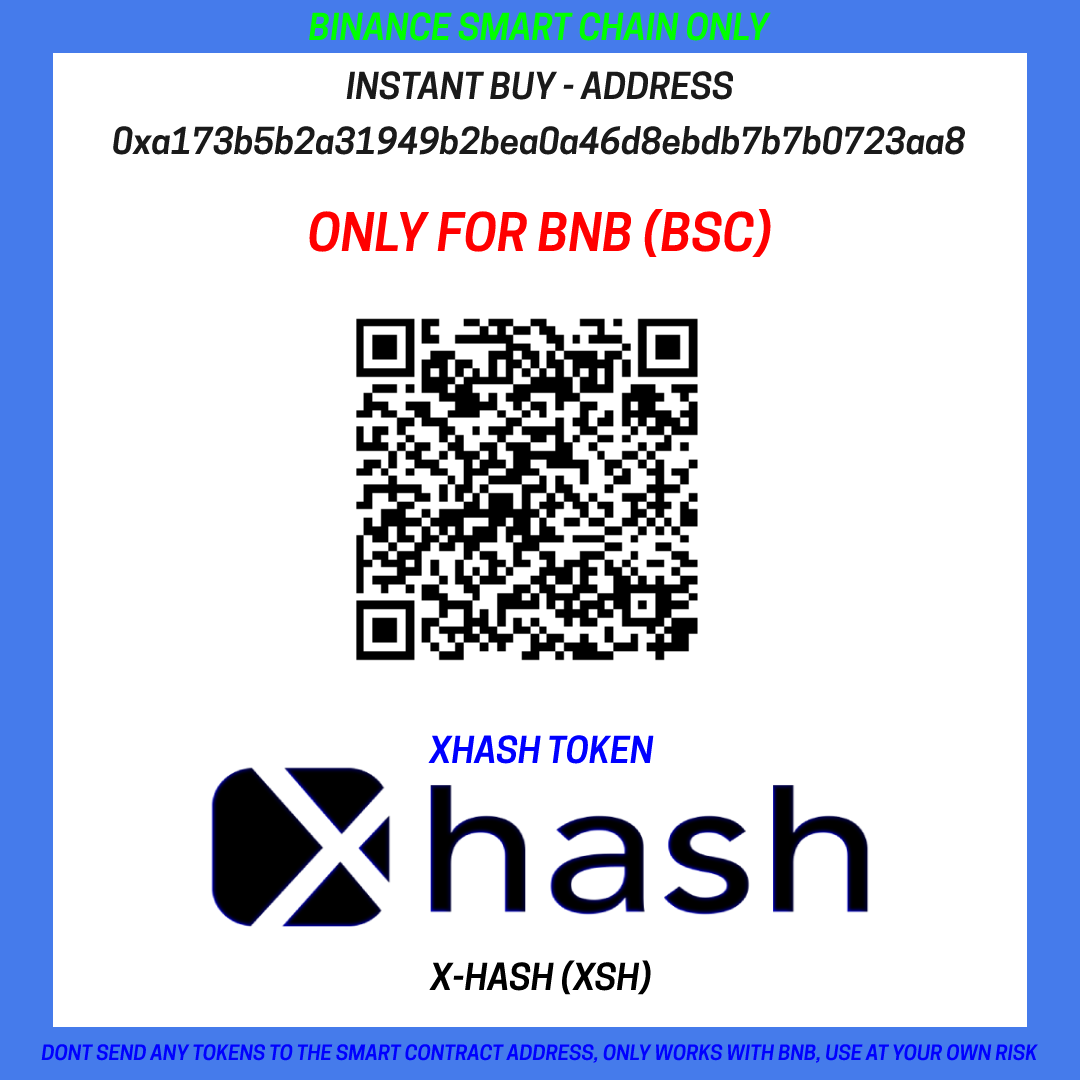 BINANCE SMART CHAIN ONLY
INSTANT BUY - ADDRESS
0xa173b5b2a31949b2bea0a46d8ebdb7b7b0723aa8
ONLY FOR BNB (BSC)
XHASH TOKEN
Xhash
X-HASH (XSH)
DONT SEND ANY TOKENS TO THE SMART CONTRACT ADDRESS, ONLY WORKS WITH BNB, USE AT YOUR OWN RISK